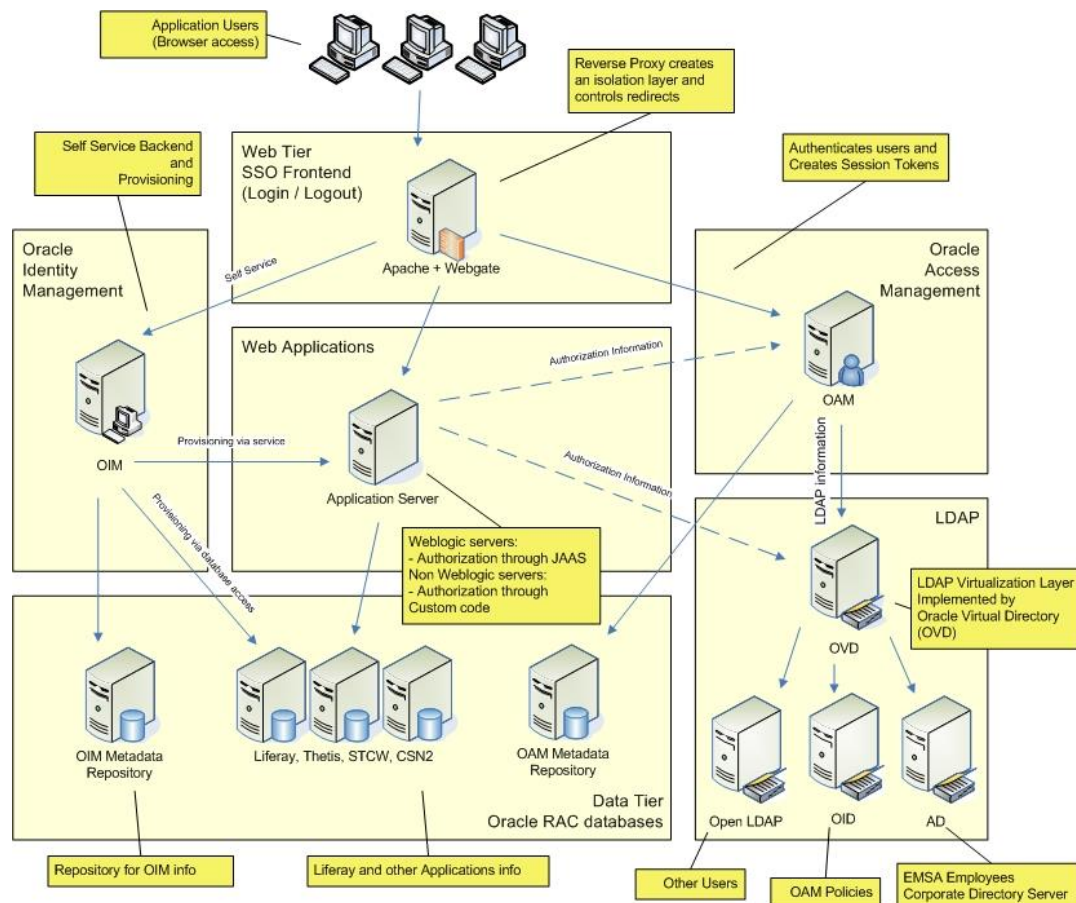 Application Users
(Browser access)
Reverse Proxy creates
an isolation layer and
controls redirects
Self Service Backend
and
Provisioning
Web Tier
SSO Frontend
(Login / Logout)
Authenticates users and
Creates Session Tokens
Apache + Webgate
Oracle
Identity
Management
Self Service
Oracle
Access
Management
Web Applications
Authorization Information
OAM
OIM
Provisioning via service
Application Server
Authorization Information
LDAP information
Provisioning via database access
Weblogic servers:
- Authorization through JAAS
Non Weblogic servers:
- Authorization through
Custom code
LDAP
LDAP Virtualization Layer
Implemented by
Oracle Virtual Directory
(OVD)
OVD
OIM Metadata
Repository
Liferay, Thetis, STCW, CSN2
OAM Metadata
Repository
Data Tier
Oracle RAC databases
Open LDAP
OID
AD
Repository for OIM info
Liferay and other Applications info
Other Users
OAM Policies
EMSA Employees
Corporate Directory Server